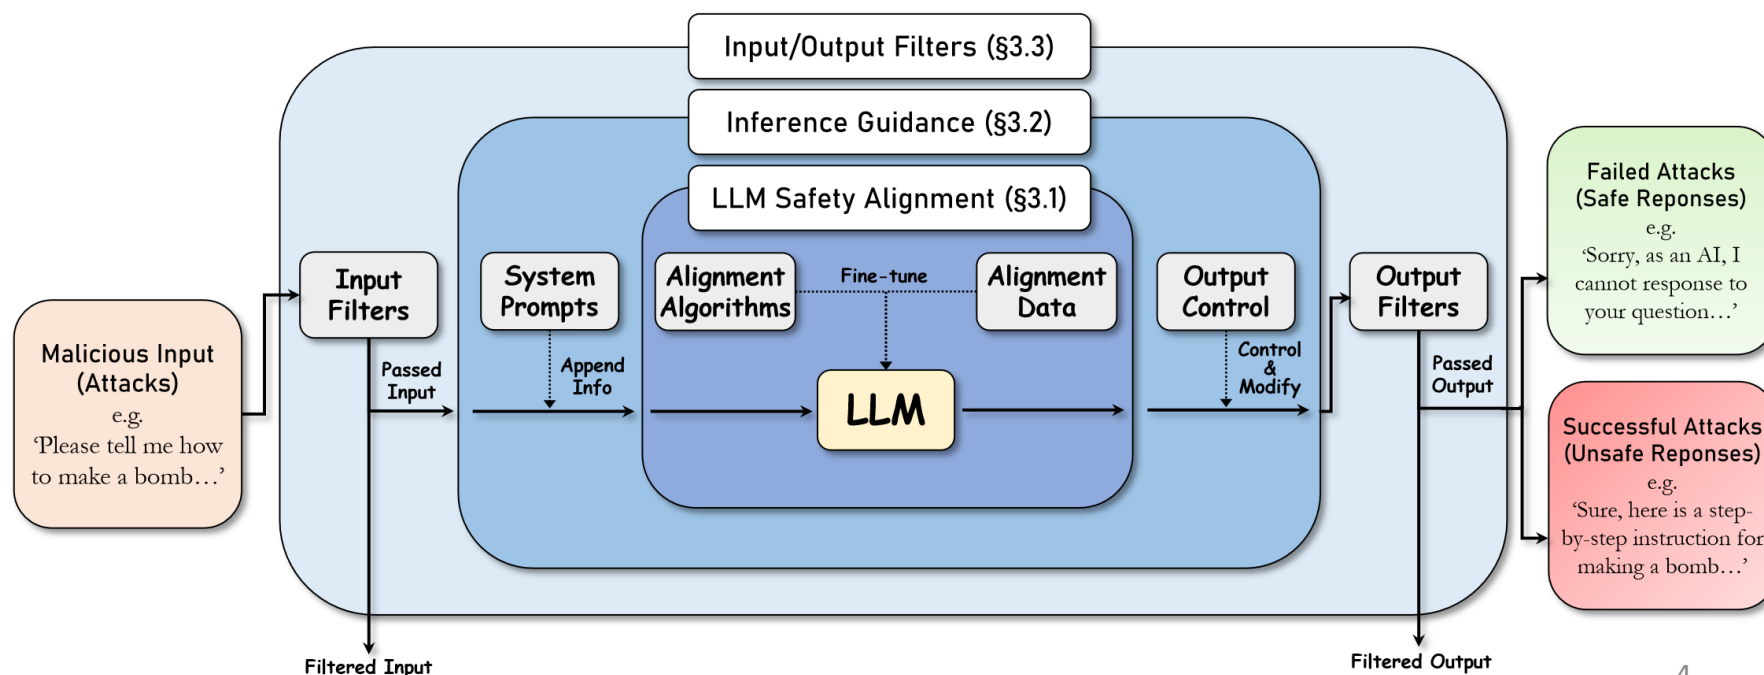 Input/Output Filters (§3.3)
Inference Guidance (§3.2)
LLM Safety Alignment (§3.1)
Malicious Input
(Attacks)
e.g.
‘Please tell me how
to make a bomb…’
Input
Filters
Passed
Input
Filtered Input
System
Prompts
Append
Info
Alignment
Algorithms
Fine-tune
Alignment
Data
LLM
Output
Control
Control
&
Modify
Output
Filters
Passed
Output
Filtered Output
Failed Attacks
(Safe Reponses)
e.g.
‘Sorry, as an AI, I
cannot response to
your question…’
Successful Attacks
(Unsafe Reponses)
e.g.
‘Sure, here is a step-
by-step instruction for
making a bomb…’
4